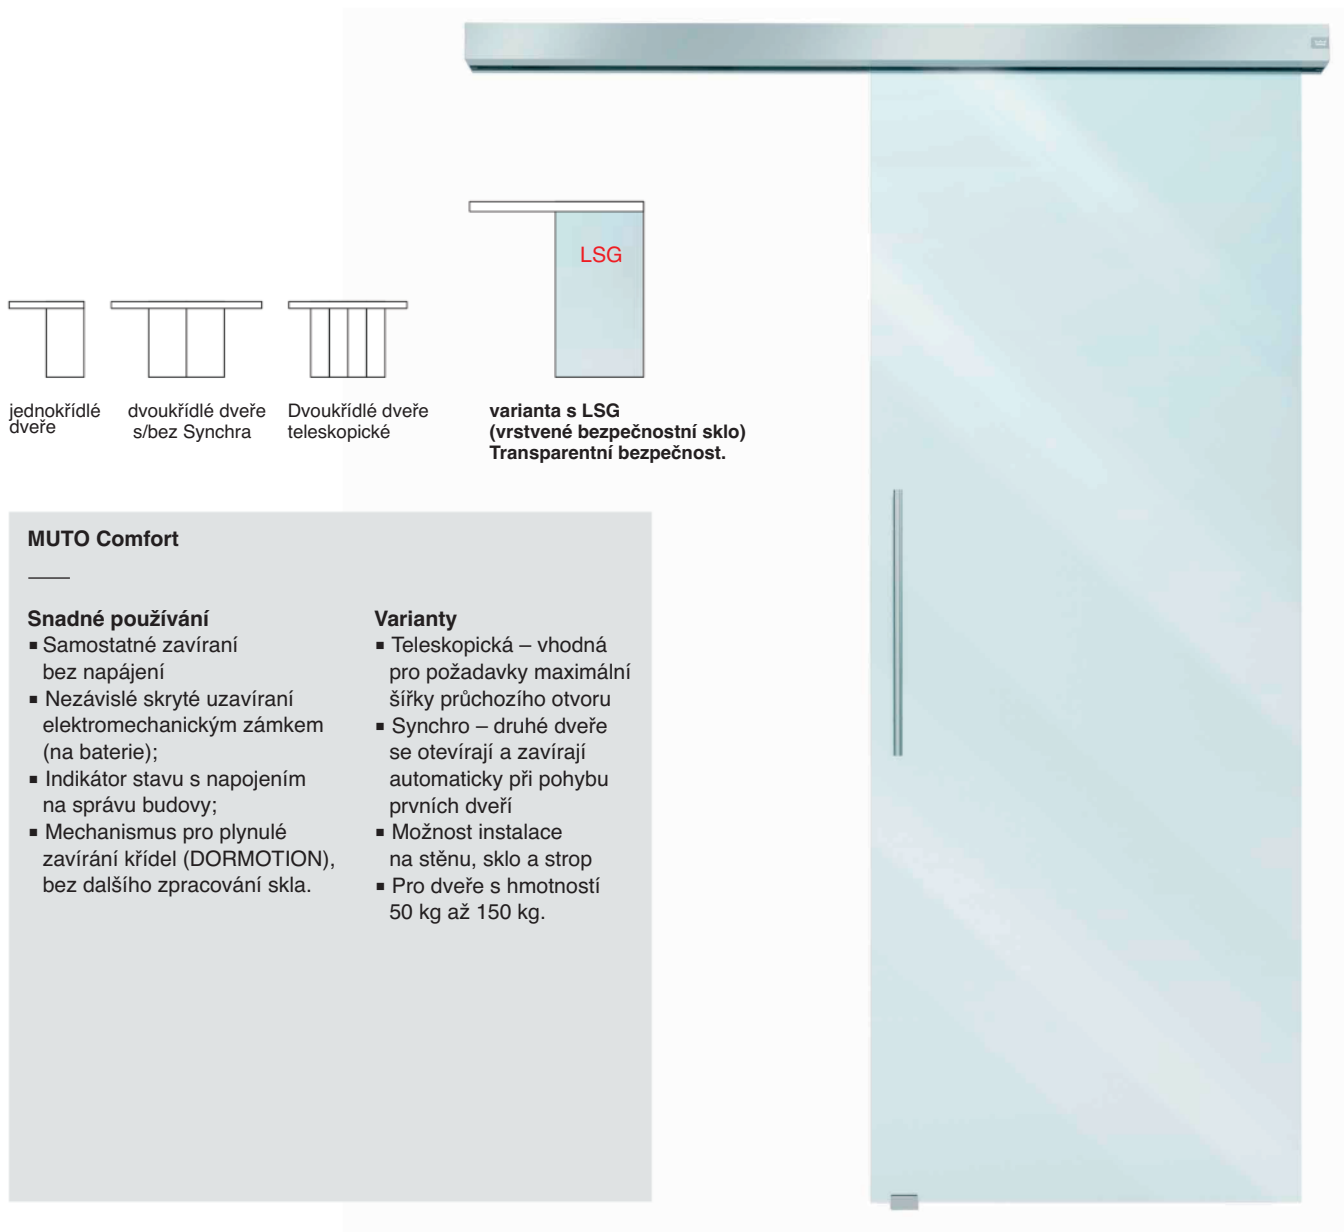 LSG
jednokřídlé
dveře
dvoukřídlé dveře
s/bez Synchra
Dvoukřídlé dveře
teleskopické
varianta s LSG
(vrstvené bezpečnostní sklo)
Transparentní bezpečnost.
MUTO Comfort
Snadné používání
▪ Samostatné zavíraní
bez napájení
▪ Nezávislé skryté uzavíraní
elektromechanickým zámkem
(na baterie);
▪ Indikátor stavu s napojením
na správu budovy;
▪ Mechanismus pro plynulé
zavírání křídel (DORMOTION),
bez dalšího zpracování skla.
Varianty
▪ Teleskopická – vhodná
pro požadavky maximální
šířky průchozího otvoru
▪ Synchro – druhé dveře
se otevírají a zavírají
automaticky při pohybu
prvních dveří
▪ Možnost instalace
na stěnu, sklo a strop
▪ Pro dveře s hmotností
50 kg až 150 kg.